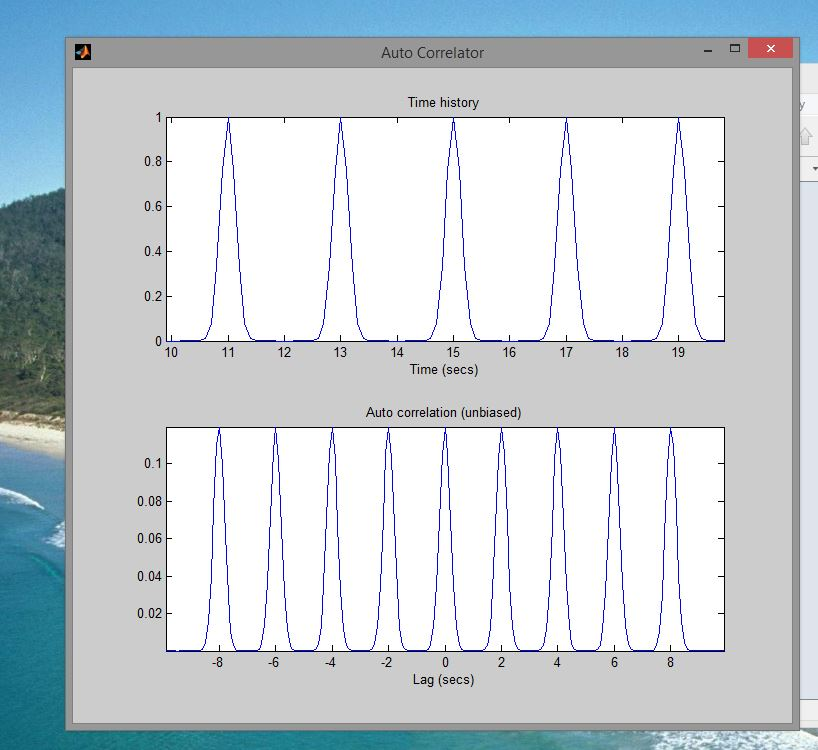 Auto Correlator
y
Time history
1
0.8
0.6
0.4
0.2
0
10 11 12 13 14 15 16 17 18 19
Time (secs)
Auto correlation (unbiased)
0.1
0.08
0.06
0.04
0.02
-8 -6 -4 -2 0 2 4 6 8
Lag (secs)